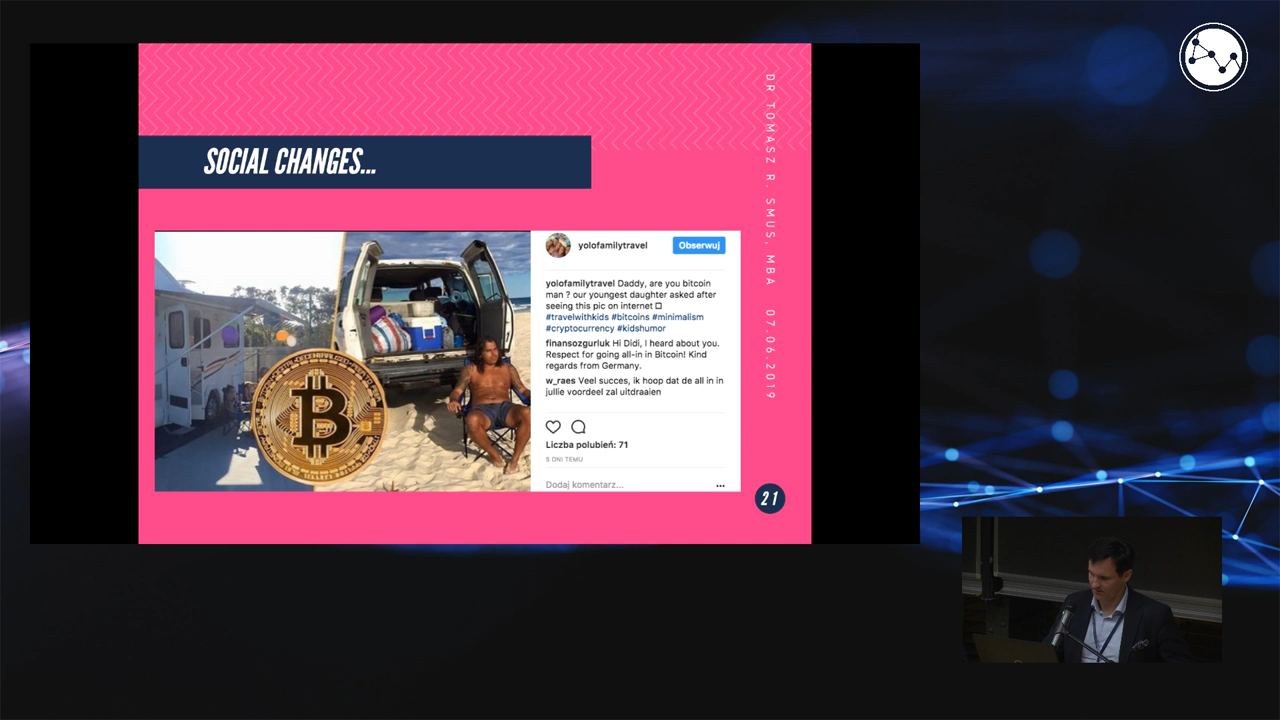 SOCIAL CHANGES...
yolofamilytravel
Obserwuj
yolofamilytravel Daddy, are you bitcoin
man ? our youngest daughter asked after
seeing this pic on internet □
#travelwithkids #bitcoins #minimalism
#cryptocurrency #kidshumor
finansozgurluk Hi Didi, I heard about you.
Respect for going all-in in Bitcoin! Kind
regards from Germany.
w_raes Veel succes, ik hoop dat de all in in
jullie voordeel zal uitdraaien
Liczba polubień: 71
5 DNI TEMU
Dodaj komentarz...
DR TOMASZ R. SMUS, MBA 07.06.2019
21